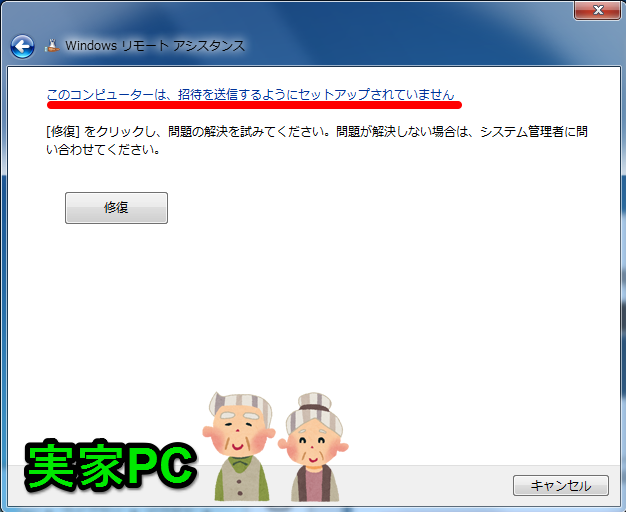 Windows リモート アシスタンス
このコンピューターは、招待を送信するようにセットアップされていません
[修復] をクリックし、問題の解決を試みてください。問題が解決しない場合は、システム管理者に問
い合わせてください。
修復
実家PC
キャンセル